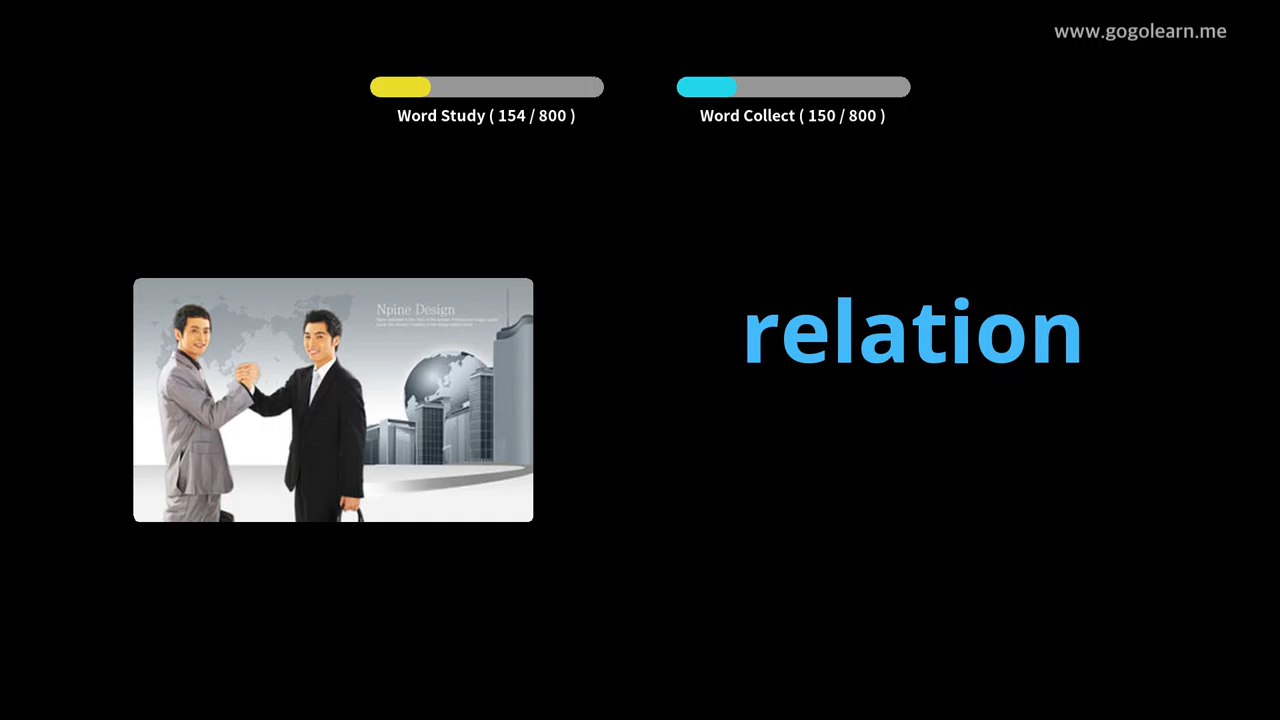 www.gogolearn.me
Word Study ( 154 / 800 )
Word Collect ( 150 / 800 )
Npine Design
relation